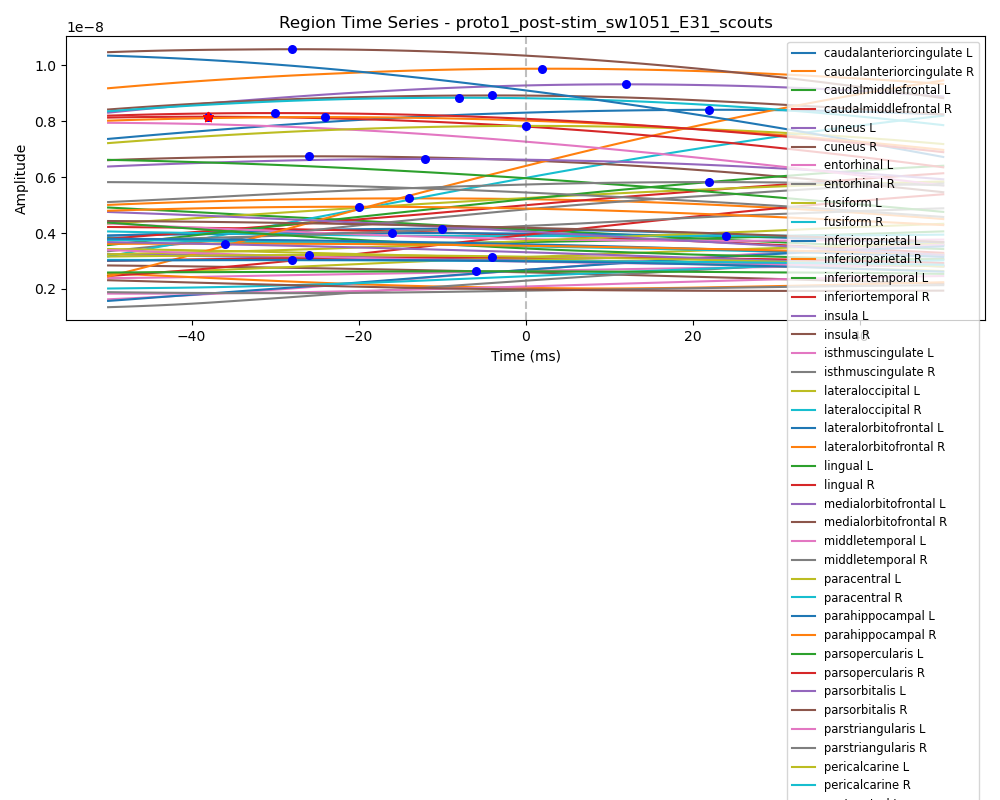 Region Time Series - proto1_post-stim_sw1051_E31_scouts
1e−8
Amplitude
1.0
0.8
0.6
0.4
0.2
−40
−20
0
20
Time (ms)
caudalanteriorcingulate L
caudalanteriorcingulate R
caudalmiddlefrontal L
caudalmiddlefrontal R
cuneus L
cuneus R
entorhinal L
entorhinal R
fusiform L
fusiform R
inferiorparietal L
inferiorparietal R
inferiortemporal L
inferiortemporal R
insula L
insula R
isthmuscingulate L
isthmuscingulate R
lateraloccipital L
lateraloccipital R
lateralorbitofrontal L
lateralorbitofrontal R
lingual L
lingual R
medialorbitofrontal L
medialorbitofrontal R
middletemporal L
middletemporal R
paracentral L
paracentral R
parahippocampal L
parahippocampal R
parsopercularis L
parsopercularis R
parsorbitalis L
parsorbitalis R
parstriangularis L
parstriangularis R
pericalcarine L
pericalcarine R